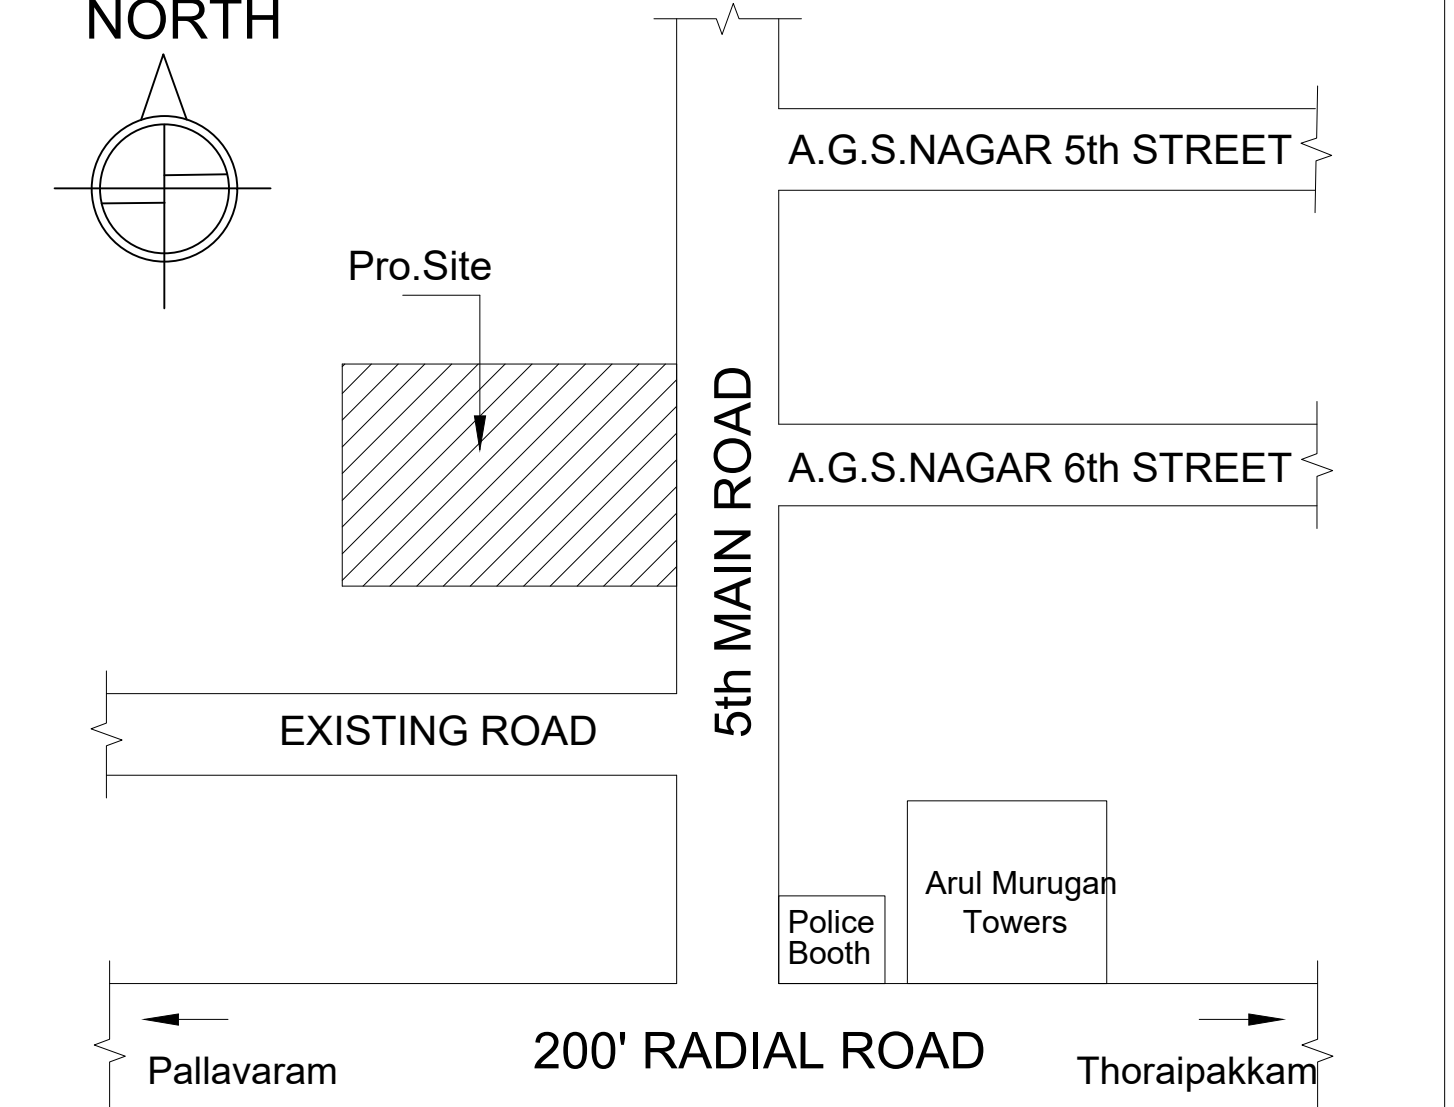 NORTH
A.G.S.NAGAR 5th STREET
Pro.Site
A.G.S.NAGAR 6th STREET
5th MAIN ROAD
EXISTING ROAD
Arul Murugan
Towers
Police
Booth
200' RADIAL ROAD
Pallavaram
Thoraipakkam